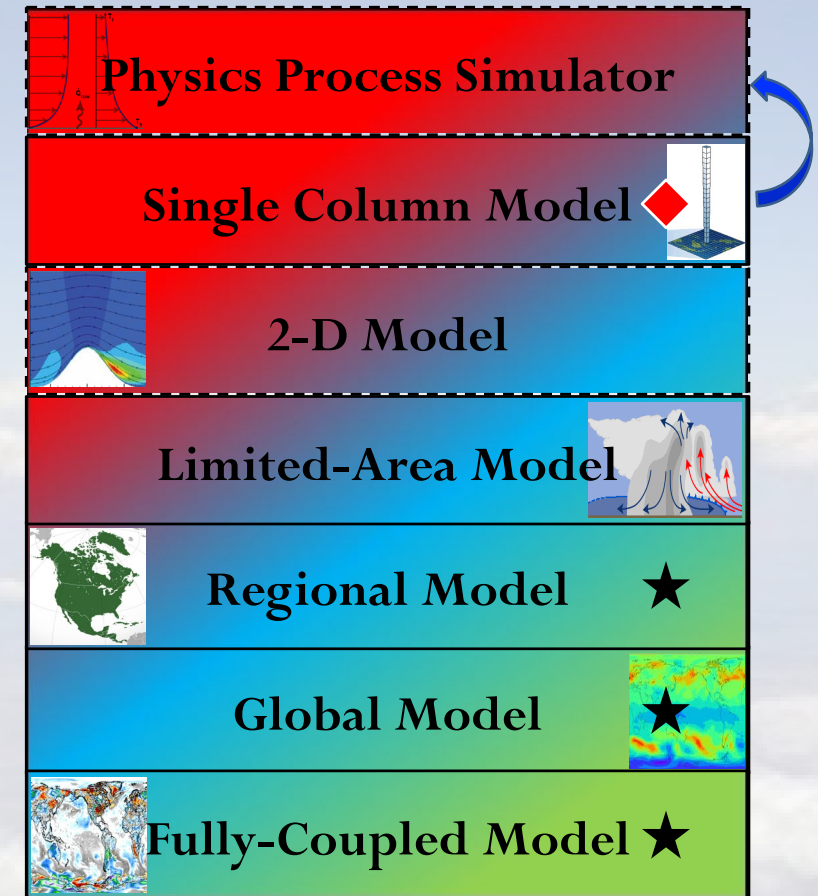 Physics Process Simulator
Single Column Model
2-D Model
Limited-Area Model
Regional Model
Global Model
Fully-Coupled Model